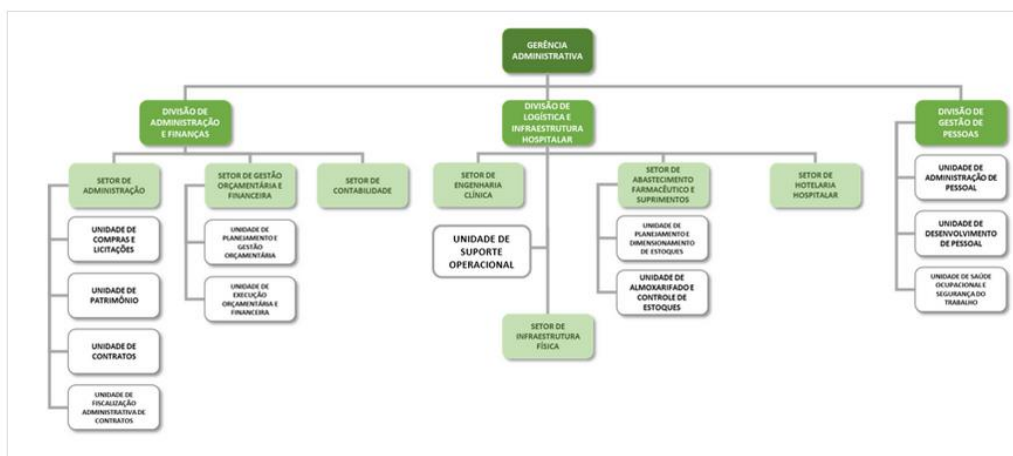 GERÊNCIA
ADMINISTRATIVA
DIVISÃO DE
ADMINISTRAÇÃO
E FINANÇAS
DIVISÃO DE
LOGÍSTICA E
INFRAESTRUTURA
HOSPITALAR
DIVISÃO DE
GESTÃO DE
PESSOAS
SETOR DE
ADMINISTRAÇÃO
SETOR DE GESTÃO
ORÇAMENTÁRIA E
FINANCEIRA
SETOR DE
CONTABILIDADE
SETOR DE
ENGENHARIA
CLÍNICA
SETOR DE
ABASTECIMENTO
FARMACÊUTICO E
SUPRIMENTOS
SETOR DE
HOTELARIA
HOSPITALAR
UNIDADE DE
ADMINISTRAÇÃO DE
PESSOAL
UNIDADE DE
COMPRAS E
LICITAÇÕES
UNIDADE DE
PLANEJAMENTO E
GESTÃO
ORÇAMENTÁRIA
UNIDADE DE
SUPORTE
OPERACIONAL
UNIDADE DE
PLANEJAMENTO E
DIMENSIONAMENTO
DE ESTOQUES
UNIDADE DE
DESENVOLVIMENTO
DE PESSOAL
UNIDADE DE
PATRIMÔNIO
UNIDADE DE
EXECUÇÃO
ORÇAMENTÁRIA E
FINANCEIRA
UNIDADE DE
ALMOXARIFADO E
CONTROLE DE
ESTOQUES
UNIDADE DE SAÚDE
OCUPACIONAL E
SEGURANÇA DO
TRABALHO
UNIDADE DE
CONTRATOS
SETOR DE
INFRAESTRUTURA
FÍSICA
UNIDADE DE
FISCALIZAÇÃO
ADMINISTRATIVA DE
CONTRATOS